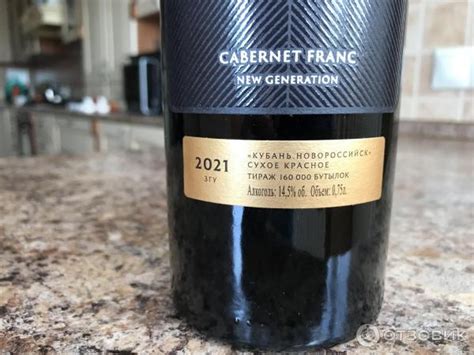 CABERNET FRANC
NEW GENERATION
2021
ЗГУ
«КУБАНЬ.НОВОРОССИЙСК»
СУХОЕ КРАСНОЕ
ТИРАЖ 160 000 БУТЫЛОК
Алкоголь: 14,5% об. Объем: 0,75л.
ОТЗОВИК